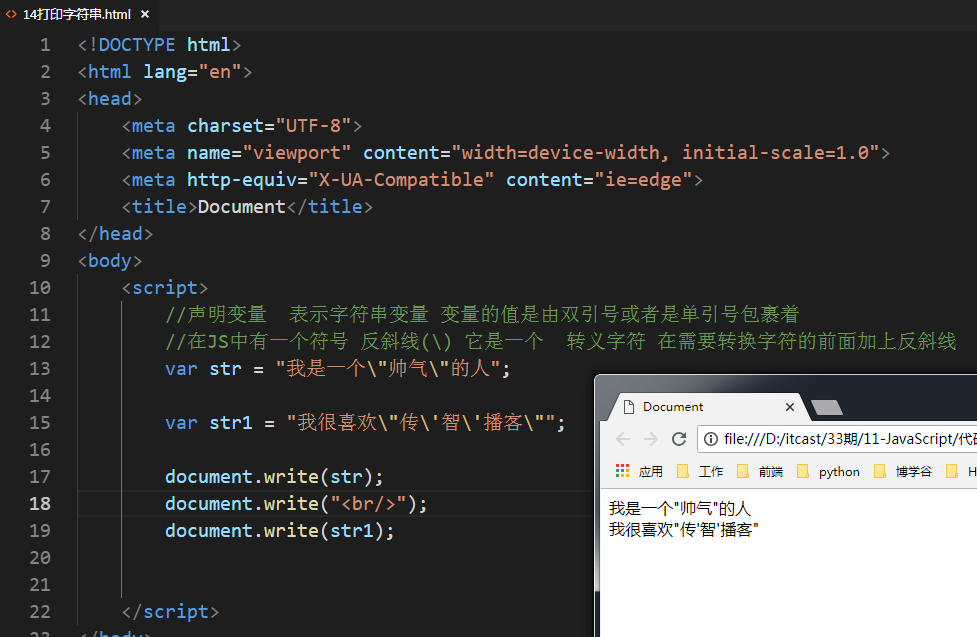 14打印字符串.html ×
1 <!DOCTYPE html>
2 <html lang="en">
3 <head>
4 <meta charset="UTF-8">
5 <meta name="viewport" content="width=device-width, initial-scale=1.0">
6 <meta http-equiv="X-UA-Compatible" content="ie=edge">
7 <title>Document</title>
8 </head>
9 <body>
10 <script>
11 //声明变量 表示字符串变量 变量的值是由双引号或者是单引号包裹着
12 //在JS中有一个符号 反斜线(\) 它是一个 转义字符 在需要转换字符的前面加上反斜线
13 var str = "我是一个\"帅气\"的人";
14
15 var str1 = "我很喜欢\"传\'智\'播客\"";
16
17 document.write(str);
18 document.write("<br/>");
19 document.write(str1);
20
21
22 </script>
23 </body>
Document ×
file:///D:/itcast/33期/11-JavaScript/代码
应用 工作 前端 python 博学谷 H
我是一个"帅气"的人
我很喜欢"传'智'播客"